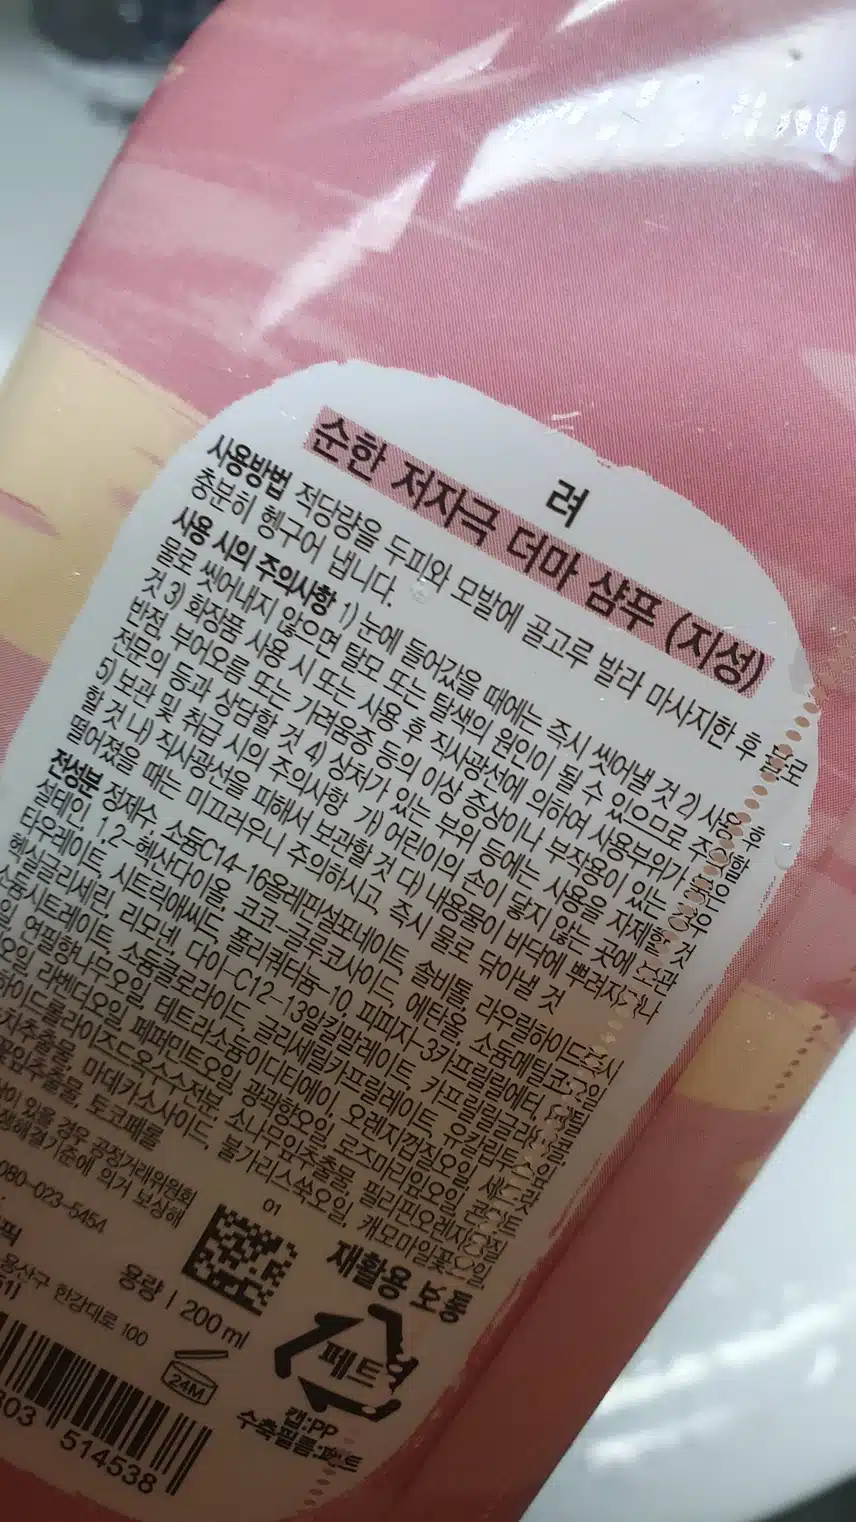 려
순한 저자극 더마 샴푸 (지성)
사용방법 적당량을 두피와 모발에 골고루 발라 마사지한 후 물로
충분히 헹구어 냅니다.
사용 시의 주의사항 1) 눈에 들어갔을 때에는 즉시 씻어낼 것 2) 사용 후
물로 씻어내지 않으면 탈모 또는 탈색의 원인이 될 수 있으므로 주의할
것 3) 화장품 사용 시 또는 사용 후 직사광선에 의하여 사용부위가 붉은
반점, 부어오름 또는 가려움증 등의 이상 증상이나 부작용이 있는 경우
전문의 등과 상담할 것 4) 상처가 있는 부위 등에는 사용을 자제할 것
5) 보관 및 취급 시의 주의사항 가) 어린이의 손이 닿지 않는 곳에 보관
할 것 나) 직사광선을 피해서 보관할 것 다) 내용물이 바닥에 뿌려지거나
떨어졌을 때는 미끄러우니 주의하시고, 즉시 물로 닦아낼 것
전성분 정제수, 소듐C14-16올레핀설포네이트, 솔비톨, 라우릴하이드록시
설테인, 1,2-헥산다이올, 코코-글루코사이드, 에탄올, 소듐메틸코코일
타우레이트, 시트릭애씨드, 폴리쿼터늄-10, 피피지-3카프릴릴에터,
헥실글리세린, 리모넨, 다이-C12-13알킬말레이트, 카프릴릴글라이콜,
소듐시트레이트, 소듐클로라이드, 글리세릴카프릴레이트, 유칼립투스잎
일, 연필향나무오일, 테트라소듐이디티에이, 오렌지껍질오일,
오일, 라벤더오일, 페퍼민트오일, 광곽향오일, 로즈마리잎오일,
하이드롤라이즈드옥수수전분, 소나무잎추출물, 필리핀오렌지껍질
추출물, 마데카소사이드, 불가리스쑥오일, 캐모마일꽃오일,
꽃잎추출물, 토코페롤
상이 있을 경우 공정거래위원회
쟁해결기준에 의거 보상해
080-023-5454
용산구 한강대로 100
용량 | 200 ml
01
24M
재활용 보통
페트
캡:PP
수축필름:페트
803 514538